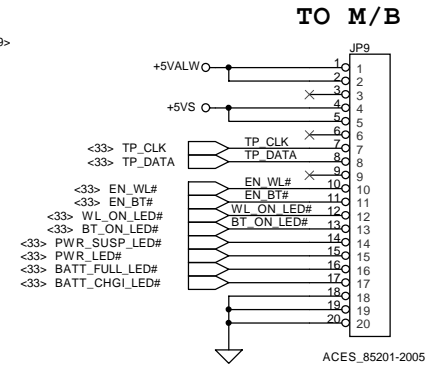 TO M/B
9>
JP9
+5VALW 1 1
2 2
3 3
+5VS 4 4
5 5
6 6
<33> TP_CLK TP_CLK 7 7
<33> TP_DATA TP_DATA 8 8
9 9
<33> EN_WL# EN_WL# 10 10
<33> EN_BT# EN_BT# 11 11
<33> WL_ON_LED# WL_ON_LED# 12 12
<33> BT_ON_LED# BT_ON_LED# 13 13
<33> PWR_SUSP_LED# 14 14
<33> PWR_LED# 15 15
<33> BATT_FULL_LED# 16 16
<33> BATT_CHGI_LED# 17 17
18 18
19 19
20 20
ACES_85201-2005